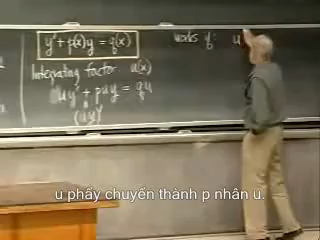 y' + p(x)y = q(x)
works if: u
Integrating factor u(x)
uy' + puy = qu
(uy)'
u phẩy chuyển thành p nhân u.